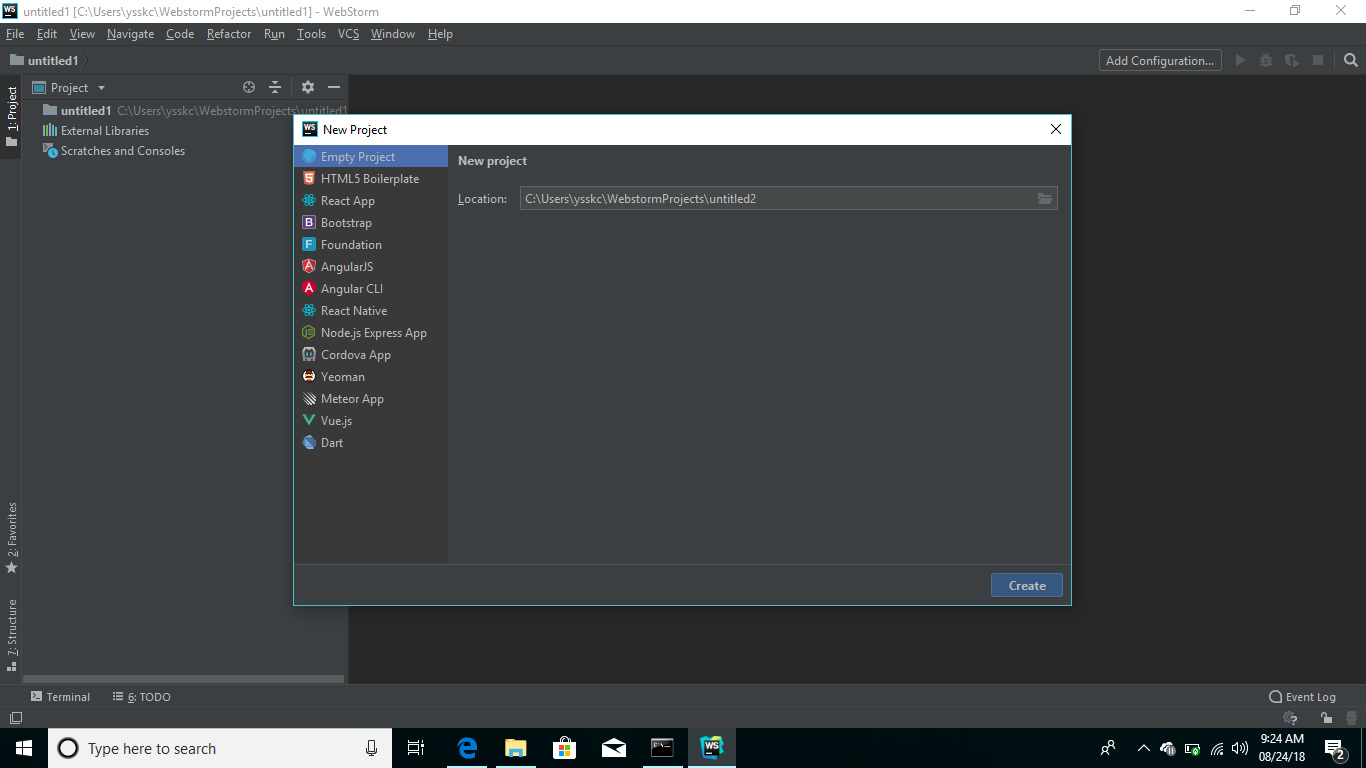 untitled1 [C:\Users\ysskc\WebstormProjects\untitled1] - WebStorm
File Edit View Navigate Code Refactor Run Tools VCS Window Help
untitled1
Add Configuration...
1: Project
Project
untitled1 C:\Users\ysskc\WebstormProjects\untitled1
External Libraries
Scratches and Consoles
WS New Project
Empty Project
HTML5 Boilerplate
React App
Bootstrap
Foundation
AngularJS
Angular CLI
React Native
Node.js Express App
Cordova App
Yeoman
Meteor App
Vue.js
Dart
New project
Location: C:\Users\ysskc\WebstormProjects\untitled2
Create
2: Favorites
7: Structure
Terminal
6: TODO
Event Log
Type here to search
WS
9:24 AM
08/24/18
2